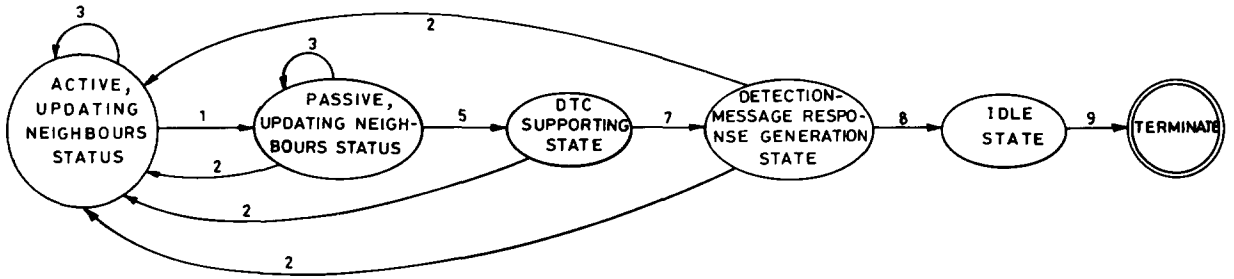 3
2
3
ACTIVE,
UPDATING
NEIGHBOURS
STATUS
1
PASSIVE,
UPDATING NEIGH-
BOURS STATUS
5
DTC
SUPPORTING
STATE
7
DETECTION-
MESSAGE RESPO-
NSE GENERATION
STATE
8
IDLE
STATE
9
TERMINATE
2
2
2